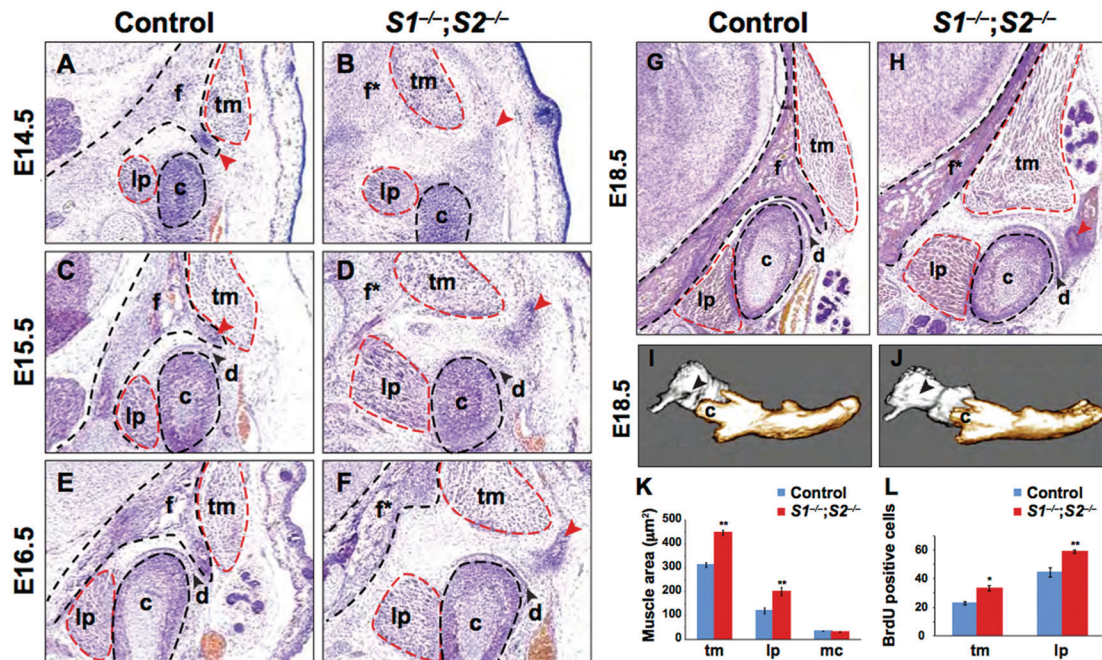 Control
S1–/–;S2–/–
Control
S1–/–;S2–/–
E14.5
A
f
tm
lp
c
B
f*
tm
lp
c
E15.5
C
f
tm
lp
c
d
D
f*
tm
lp
c
d
E16.5
E
f
tm
lp
c
d
F
f*
tm
lp
c
d
E18.5
G
f
tm
lp
c
d
H
f*
tm
lp
c
d
E18.5
I
c
J
c
K
Control
S1–/–;S2–/–
Muscle area (µm2)
500
400
300
200
100
0
**
**
tm lp mc
L
Control
S1–/–;S2–/–
BrdU positive cells
60
40
20
0
*
**
tm lp